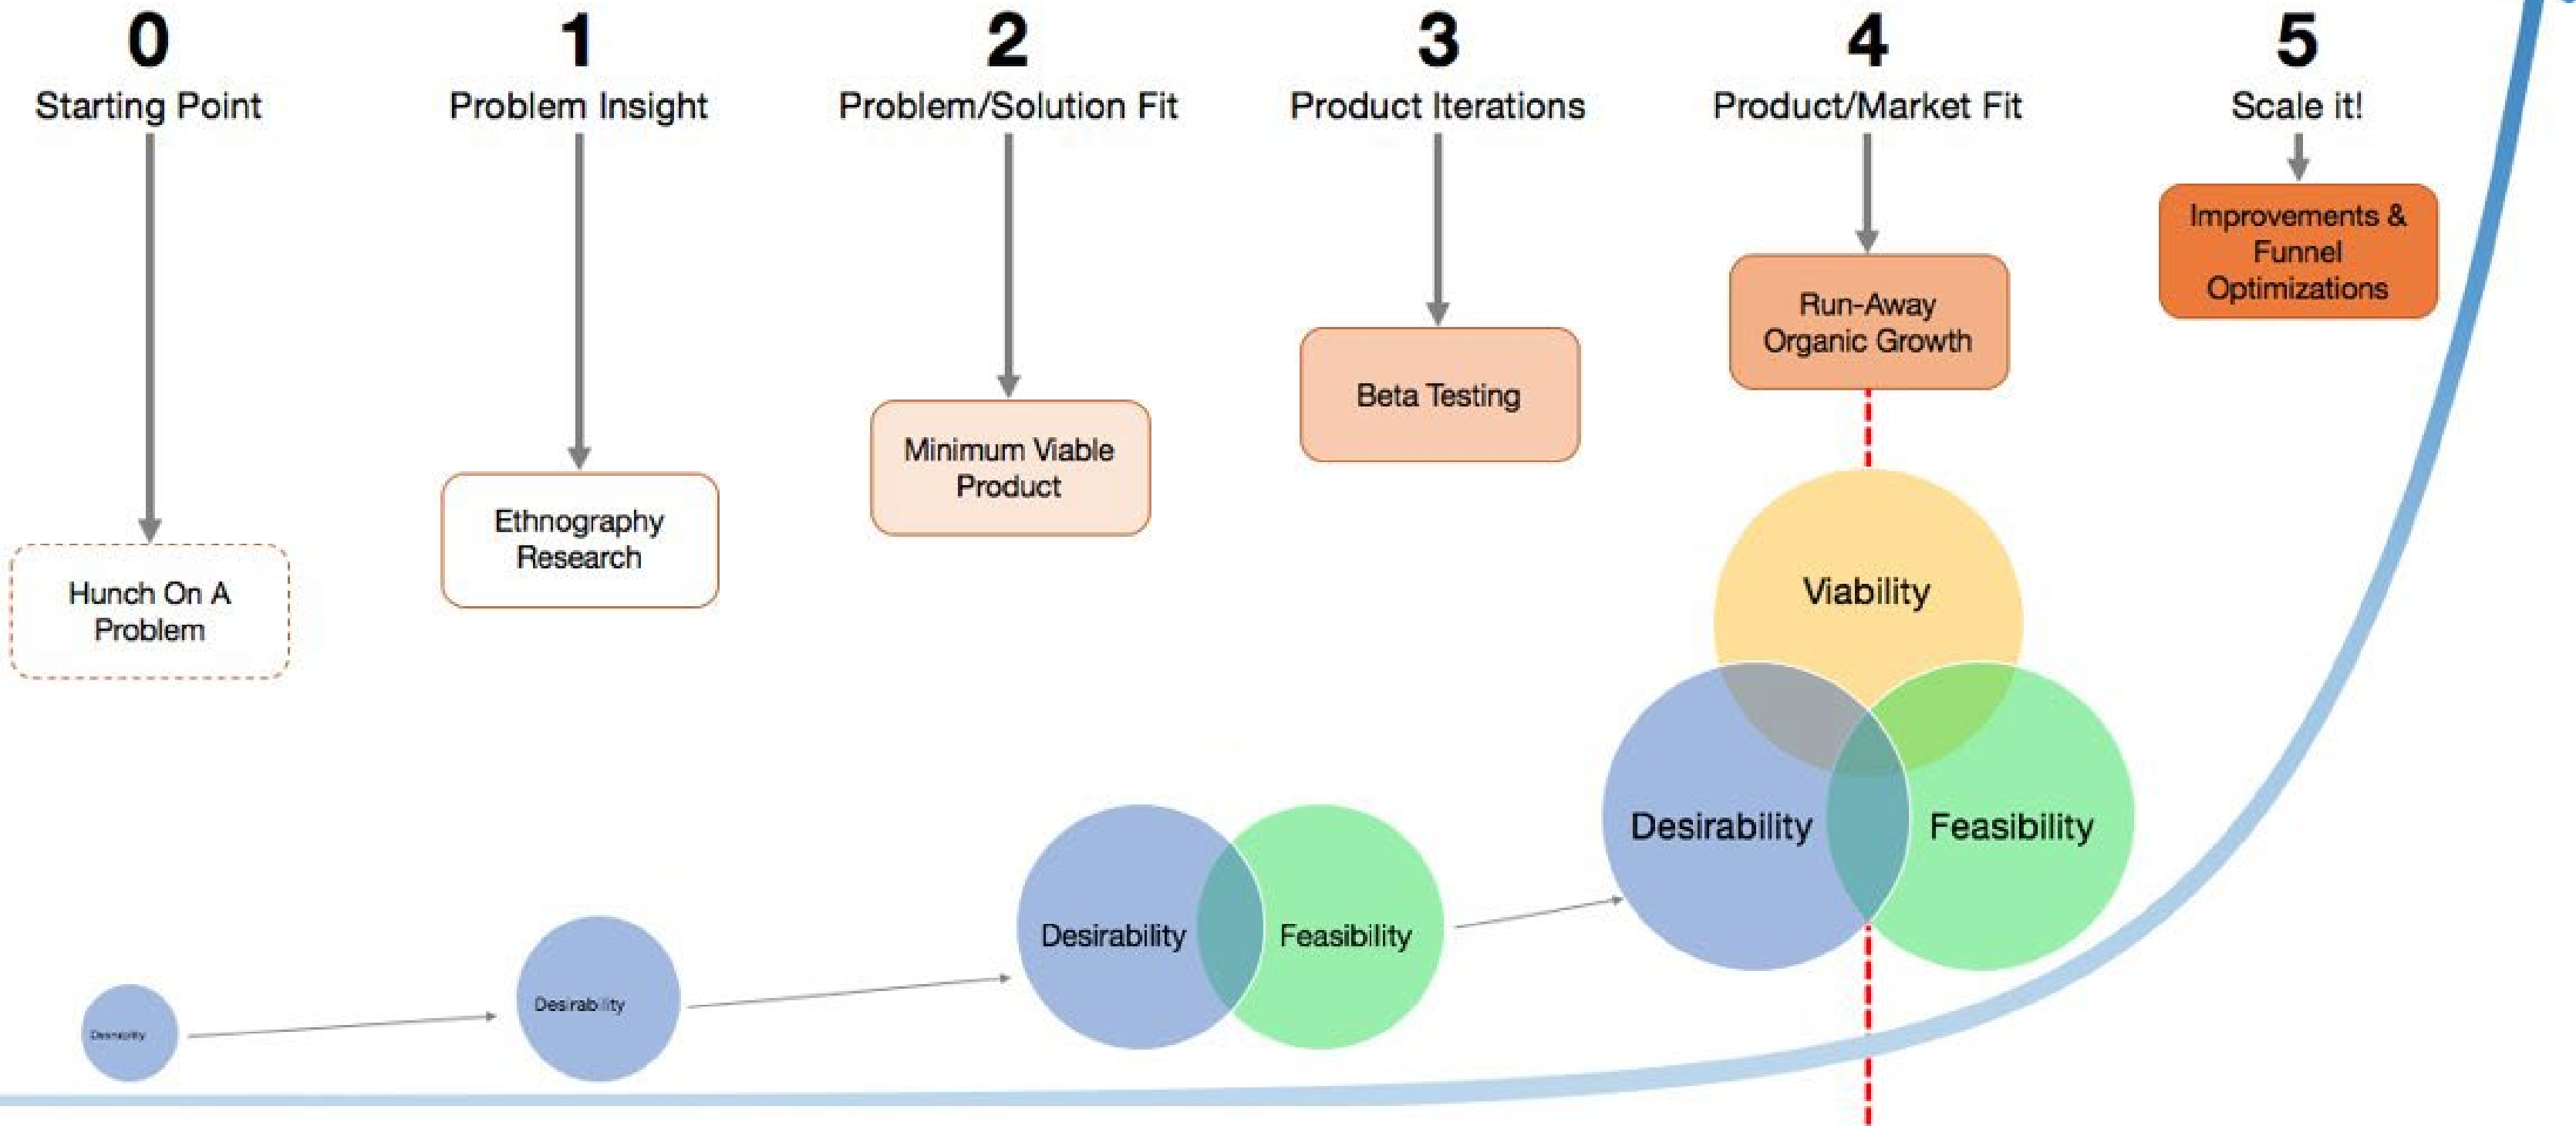 0
Starting Point
1
Problem Insight
2
Problem/Solution Fit
3
Product Iterations
4
Product/Market Fit
5
Scale it!
Hunch On A
Problem
Ethnography
Research
Minimum Viable
Product
Beta Testing
Run-Away
Organic Growth
Improvements &
Funnel
Optimizations
Desirability
Desirability
Desirability
Feasibility
Viability
Desirability
Feasibility